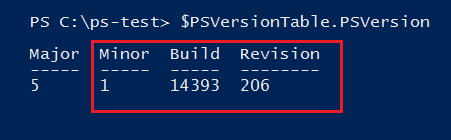 PS C:\ps-test> $PSVersionTable.PSVersion
Major  Minor  Build  Revision
-----  -----  -----  --------
5      1      14393  206